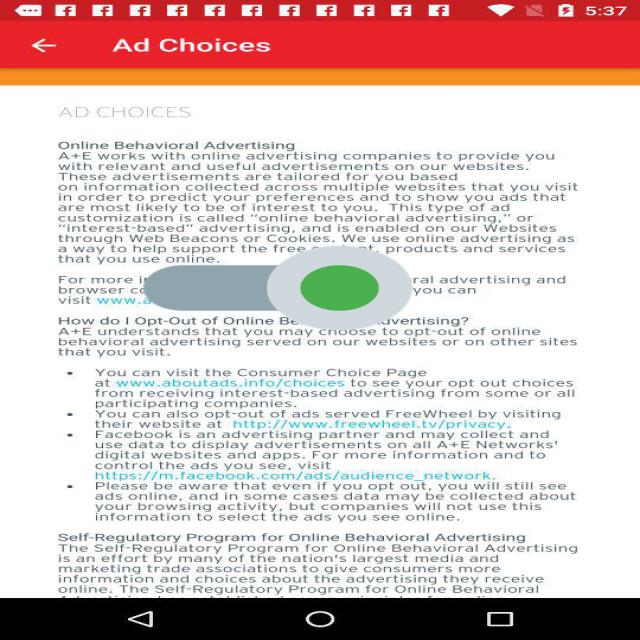 5:37
Ad Choices
AD CHOICES
Online Behavioral Advertising
A+E works with online advertising companies to provide you
with relevant and useful advertisements on our websites.
These advertisements are tailored for you based
on information collected across multiple websites that you visit
in order to predict your preferences and to show you ads that
are most likely to be of interest to you. This type of ad
customization is called “online behavioral advertising,” or
“interest-based” advertising, and is enabled on our Websites
through Web Beacons or Cookies. We use online advertising as
a way to help support the free products and services
that you use online.
For more advertising and
browser you can
visit
How do I Opt-Out of Online Advertising?
A+E understands that you may choose to opt-out of online
behavioral advertising served on our websites or on other sites
that you visit.
• You can visit the Consumer Choice Page
at www.aboutads.info/choices to see your opt out choices
from receiving interest-based advertising from some or all
participating companies.
• You can also opt-out of ads served FreeWheel by visiting
their website at http://www.freewheel.tv/privacy.
• Facebook is an advertising partner and may collect and
use data to display advertisements on all A+E Networks'
digital websites and apps. For more information and to
control the ads you see, visit
https://m.facebook.com/ads/audience_network.
• Please be aware that even if you opt out, you will still see
ads online, and in some cases data may be collected about
your browsing activity, but companies will not use this
information to select the ads you see online.
Self-Regulatory Program for Online Behavioral Advertising
The Self-Regulatory Program for Online Behavioral Advertising
is an effort by many of the nation's largest media and
marketing trade associations to give consumers more
information and choices about the advertising they receive
online. The Self-Regulatory Program for Online Behavioral